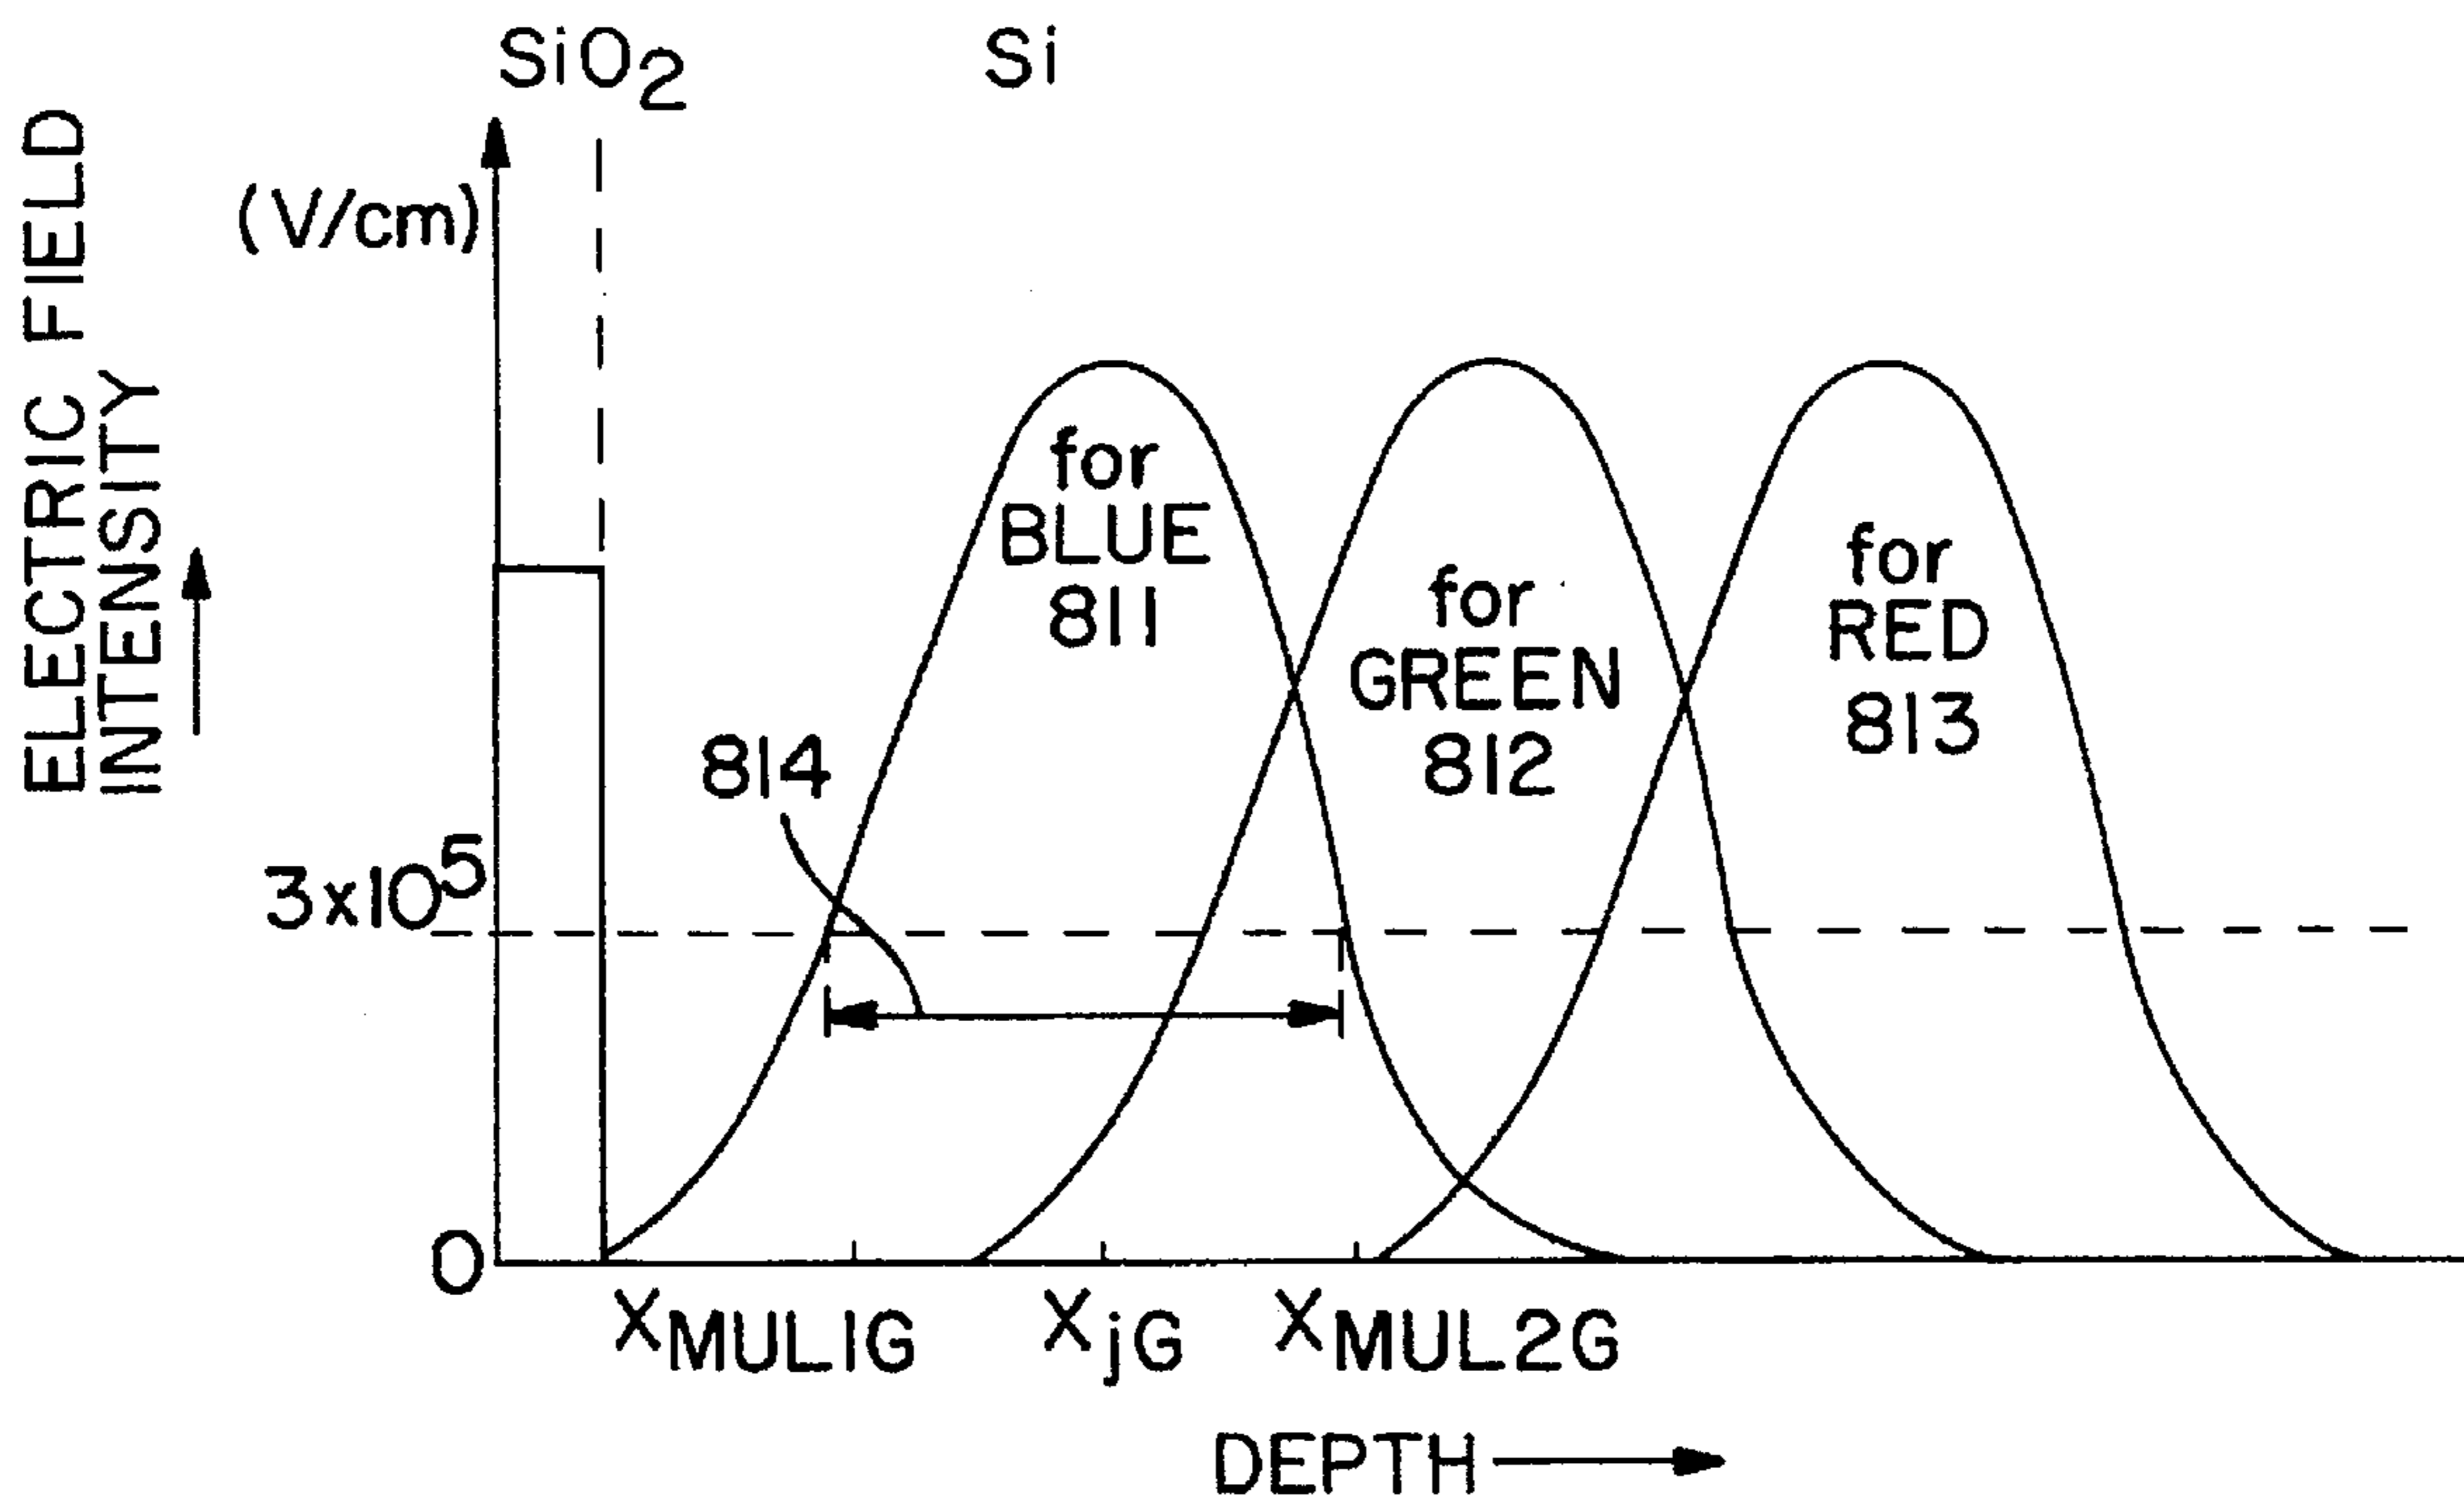 SiO2
Si
ELECTRIC FIELD
INTENSITY
(V/cm)
for
BLUE
811
for
GREEN
812
for
RED
813
814
3x10^5
0
XMUL1G
XjG
XMUL2G
DEPTH